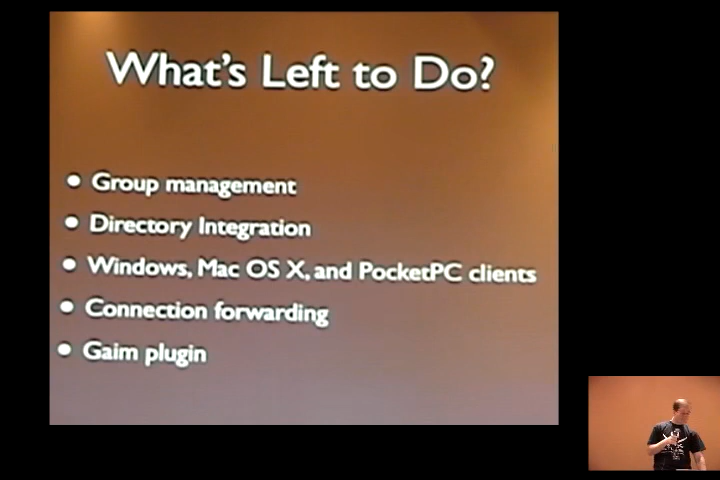 What's Left to Do?
Group management
Directory Integration
Windows, Mac OS X, and PocketPC clients
Connection forwarding
Gaim plugin